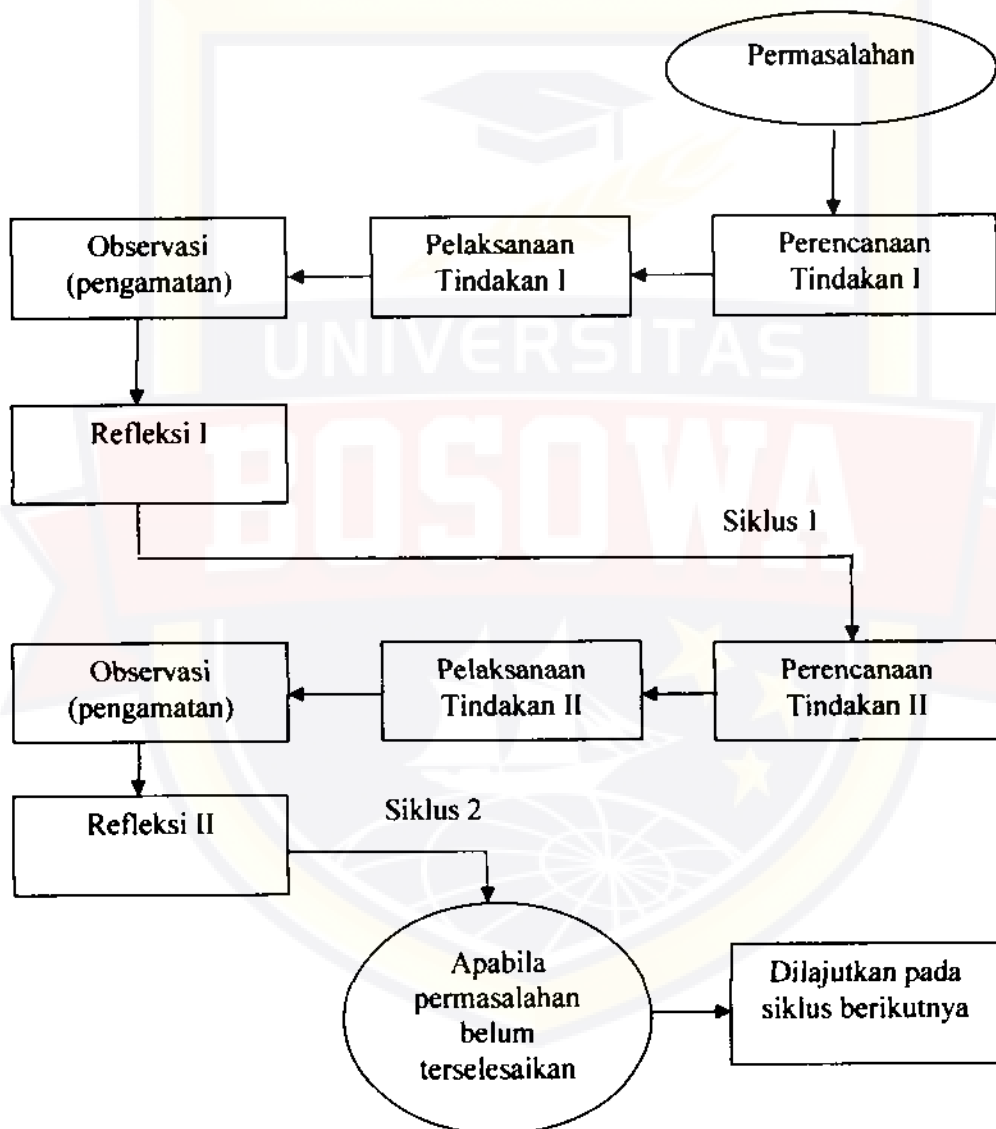 Permasalahan
Perencanaan
Tindakan I
Pelaksanaan
Tindakan I
Observasi
(pengamatan)
Refleksi I
Siklus 1
Perencanaan
Tindakan II
Pelaksanaan
Tindakan II
Observasi
(pengamatan)
Refleksi II
Siklus 2
Apabila
permasalahan
belum
terselesaikan
Dilajutkan pada
siklus berikutnya
UNIVERSITAS
BOSOWA